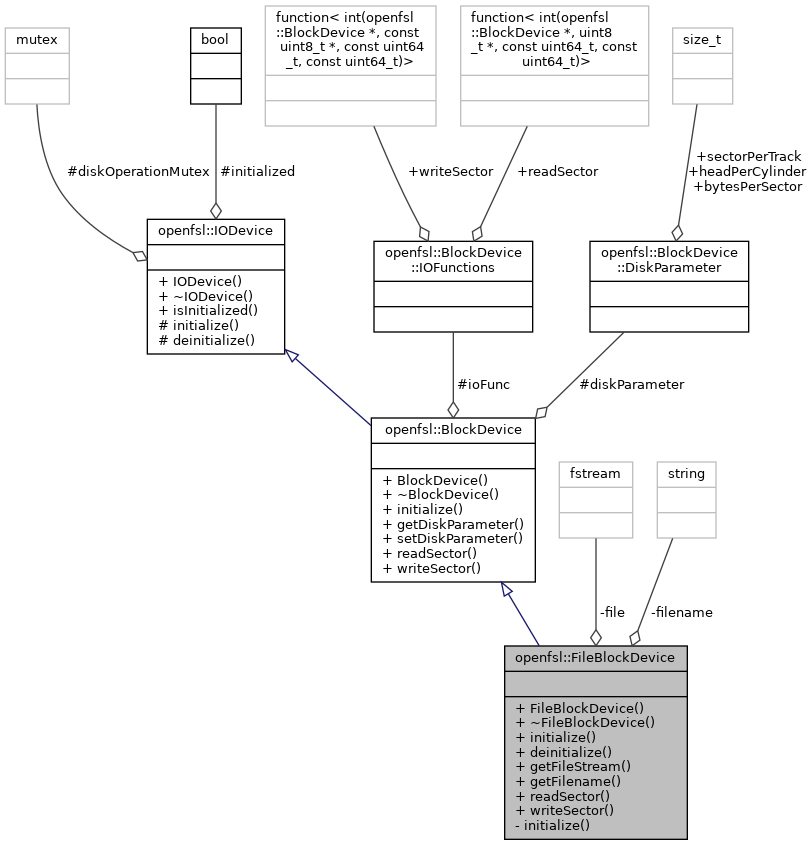 mutex
bool
function< int(openfsl
::BlockDevice *, const
uint8_t *, const uint64
_t, const uint64_t)>
function< int(openfsl
::BlockDevice *, uint8
_t *, const uint64_t, const
uint64_t)>
size_t
#diskOperationMutex
#initialized
+writeSector
+readSector
+sectorPerTrack
+headPerCylinder
+bytesPerSector
openfsl::IODevice
+ IODevice()
+ ~IODevice()
+ isInitialized()
# initialize()
# deinitialize()
openfsl::BlockDevice
::IOFunctions
openfsl::BlockDevice
::DiskParameter
#ioFunc
#diskParameter
openfsl::BlockDevice
+ BlockDevice()
+ ~BlockDevice()
+ initialize()
+ getDiskParameter()
+ setDiskParameter()
+ readSector()
+ writeSector()
fstream
string
-file
-filename
openfsl::FileBlockDevice
+ FileBlockDevice()
+ ~FileBlockDevice()
+ initialize()
+ deinitialize()
+ getFileStream()
+ getFilename()
+ readSector()
+ writeSector()
- initialize()